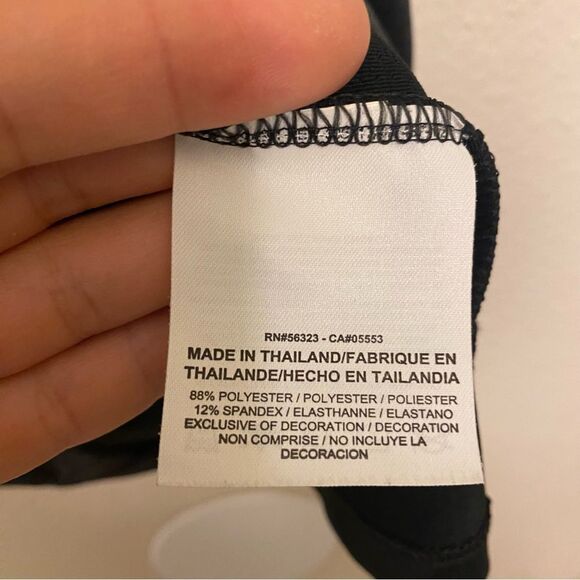 RN#56323 - CA#05553
MADE IN THAILAND/FABRIQUE EN
THAILANDE/HECHO EN TAILANDIA
88% POLYESTER / POLYESTER / POLIESTER
12% SPANDEX / ELASTHANNE / ELASTANO
EXCLUSIVE OF DECORATION / DECORATION
NON COMPRISE / NO INCLUYE LA
DECORACION